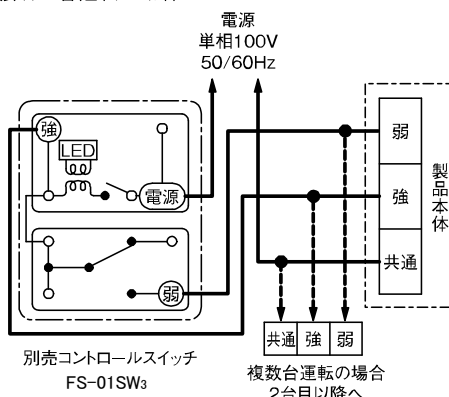 電源
単相100V
50/60Hz
強
LED
電源
弱
弱
強
共通
製品本体
共通 強 弱
別売コントロールスイッチ
FS-01SW3
複数台運転の場合
2台目以降へ